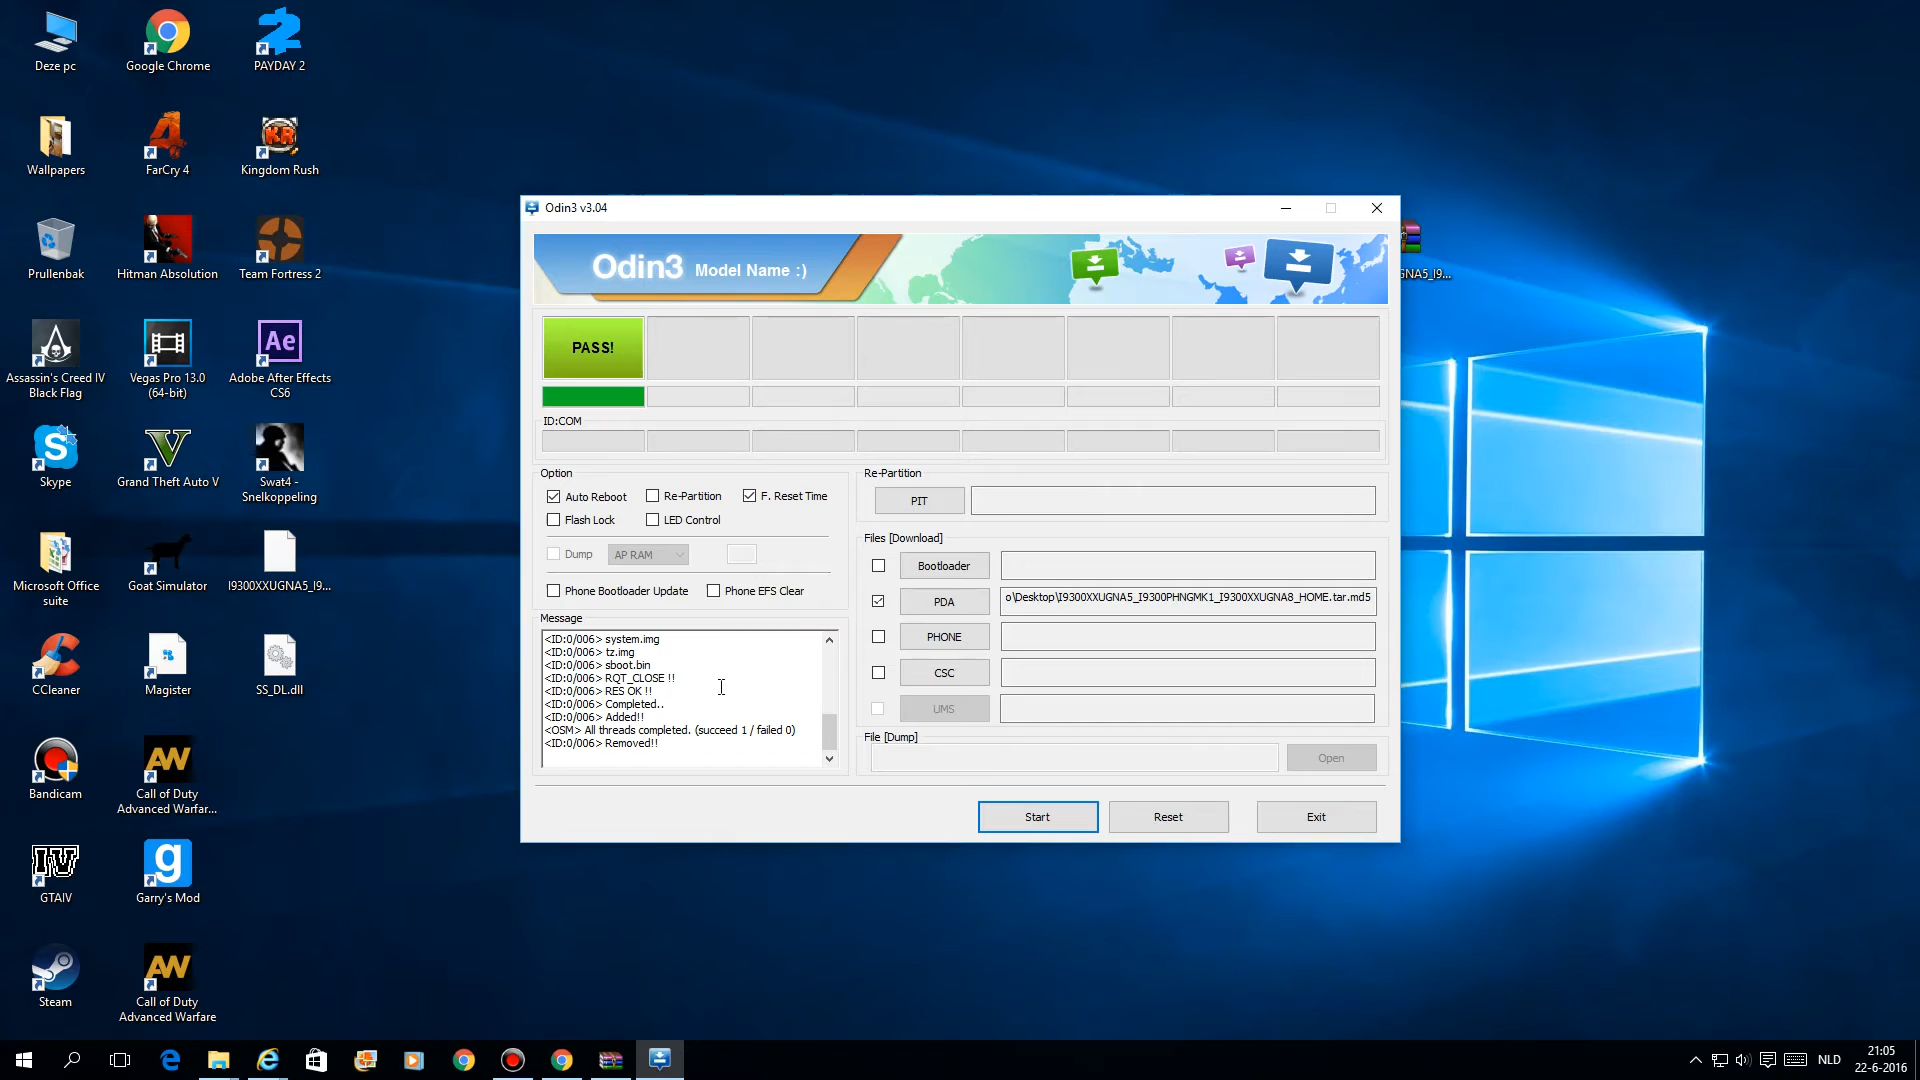 Deze pc
Google Chrome
PAYDAY 2
Wallpapers
FarCry 4
Kingdom Rush
Prullenbak
Hitman Absolution
Team Fortress 2
Assassin's Creed IV
Black Flag
Vegas Pro 13.0
(64-bit)
Ae
Adobe After Effects
CS6
Skype
Grand Theft Auto V
Swat4 -
Snelkoppeling
Microsoft Office
suite
Goat Simulator
I9300XXUGNA5_I9...
CCleaner
Magister
SS_DL.dll
Bandicam
AW
Call of Duty
Advanced Warfar...
IV
GTAIV
g
Garry's Mod
Steam
AW
Call of Duty
Advanced Warfare
GNA5_I9...
Odin3 v3.04
Odin3 Model Name :)
PASS!
ID:COM
Option
Auto Reboot
Re-Partition
F. Reset Time
Flash Lock
LED Control
Dump
AP RAM
Phone Bootloader Update
Phone EFS Clear
Message
<ID:0/006> system.img
<ID:0/006> tz.img
<ID:0/006> sboot.bin
<ID:0/006> RQT_CLOSE !!
<ID:0/006> RES OK !!
<ID:0/006> Completed..
<ID:0/006> Added!!
<OSM> All threads completed. (succeed 1 / failed 0)
<ID:0/006> Removed!!
Re-Partition
PIT
Files [Download]
Bootloader
PDA
o\Desktop\I9300XXUGNA5_I9300PHNGMK1_I9300XXUGNA8_HOME.tar.md5
PHONE
CSC
UMS
File [Dump]
Open
Start
Reset
Exit
NLD
21:05
22-6-2016